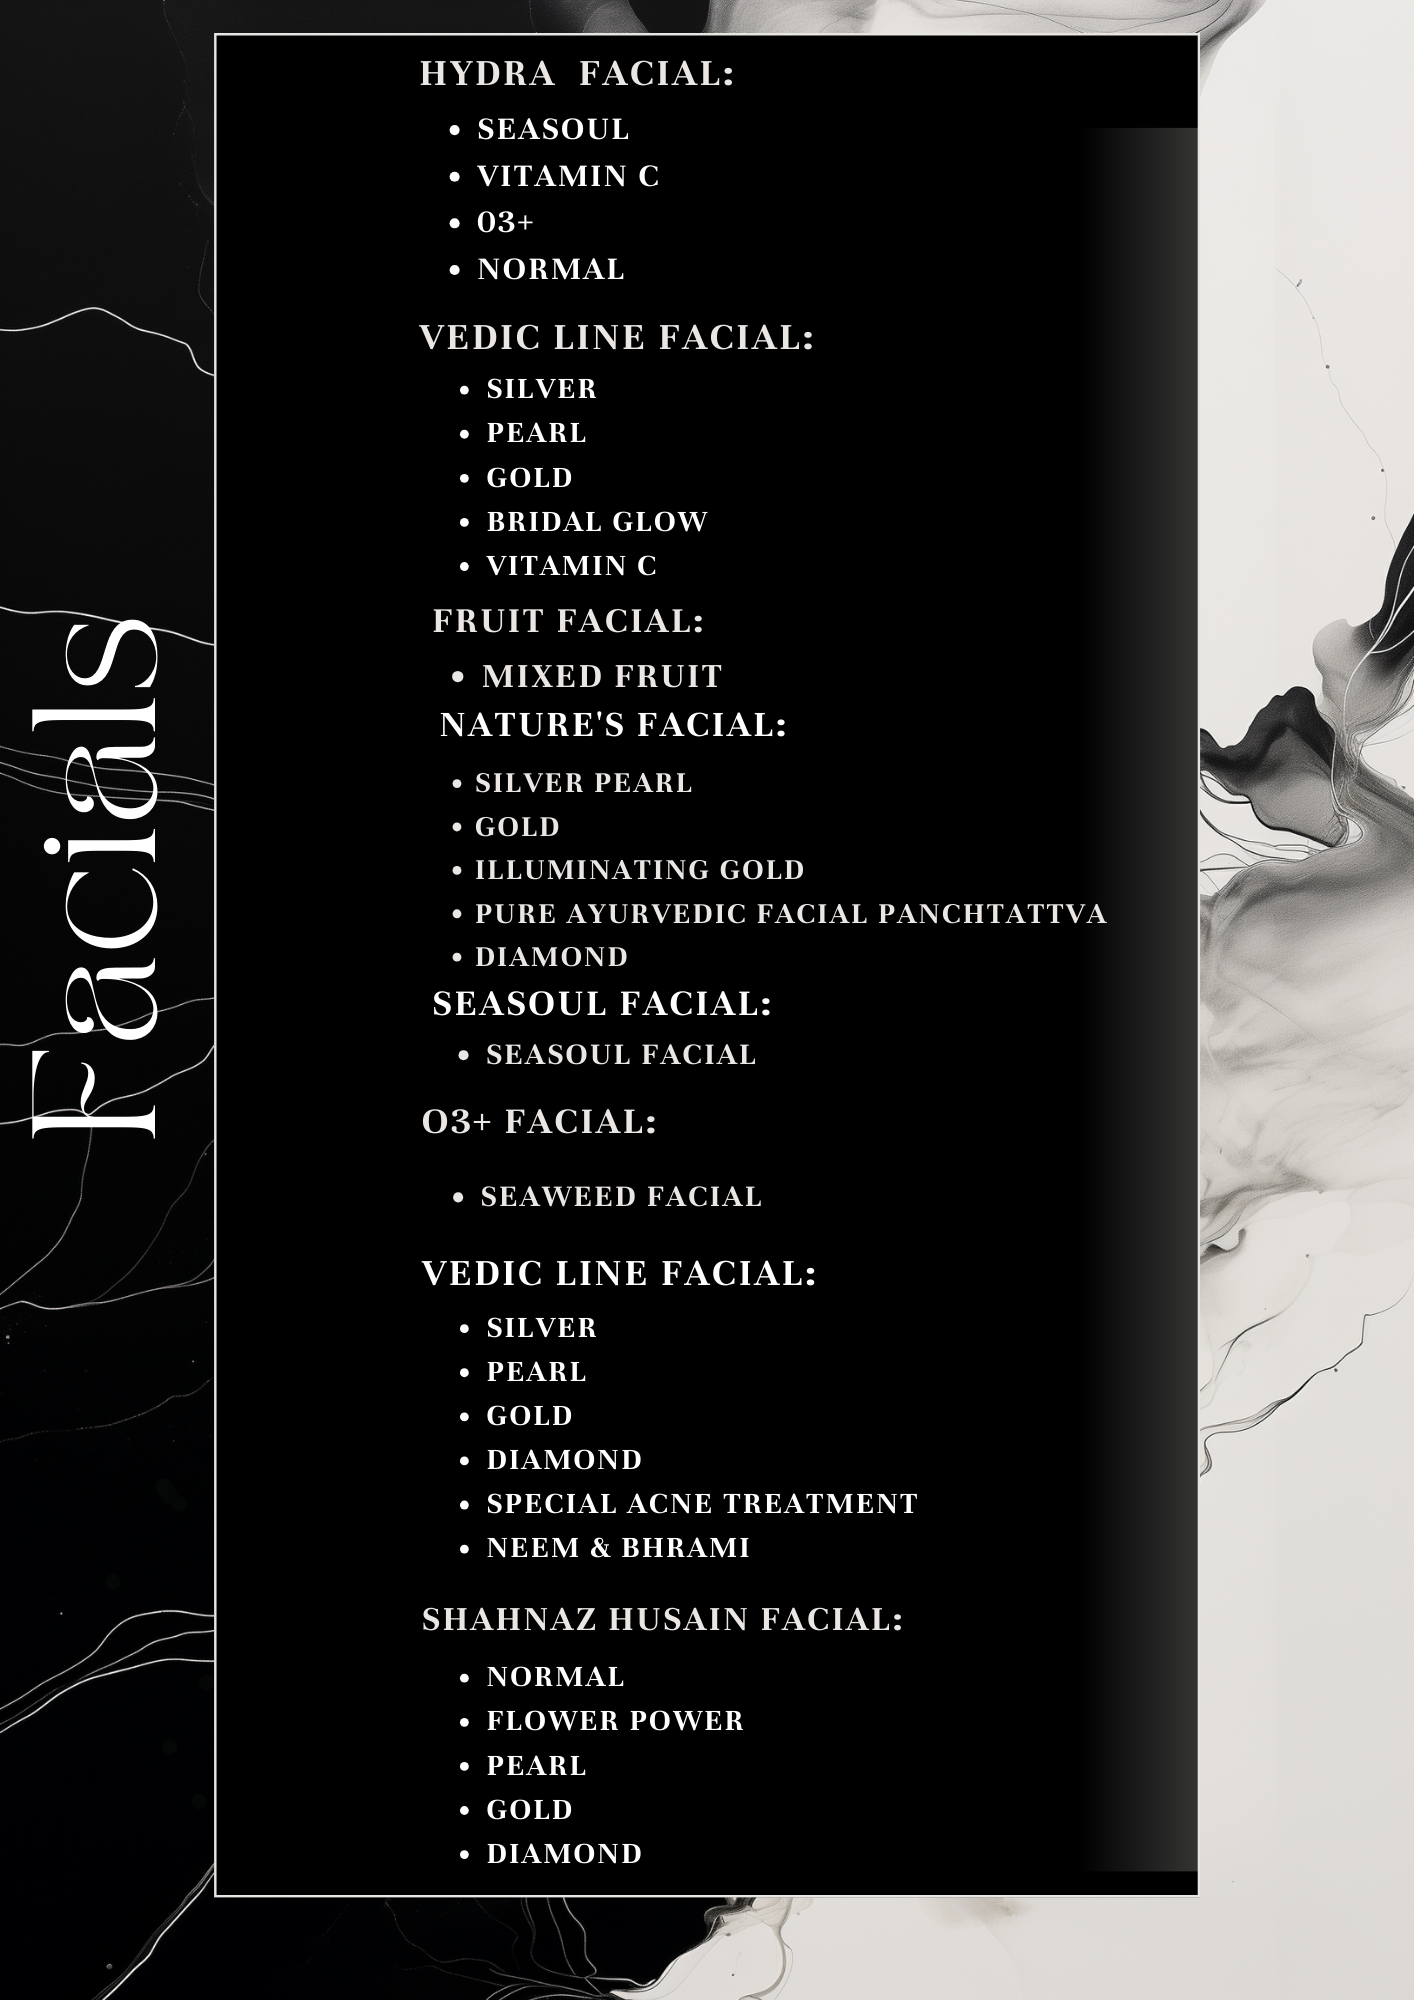 Facials
HYDRA FACIAL:
• SEASOUL
• VITAMIN C
• 03+
• NORMAL
VEDIC LINE FACIAL:
• SILVER
• PEARL
• GOLD
• BRIDAL GLOW
• VITAMIN C
FRUIT FACIAL:
• MIXED FRUIT
NATURE'S FACIAL:
• SILVER PEARL
• GOLD
• ILLUMINATING GOLD
• PURE AYURVEDIC FACIAL PANCHTATTVA
• DIAMOND
SEASOUL FACIAL:
• SEASOUL FACIAL
O3+ FACIAL:
• SEAWEED FACIAL
VEDIC LINE FACIAL:
• SILVER
• PEARL
• GOLD
• DIAMOND
• SPECIAL ACNE TREATMENT
• NEEM & BHRAMI
SHAHNAZ HUSAIN FACIAL:
• NORMAL
• FLOWER POWER
• PEARL
• GOLD
• DIAMOND